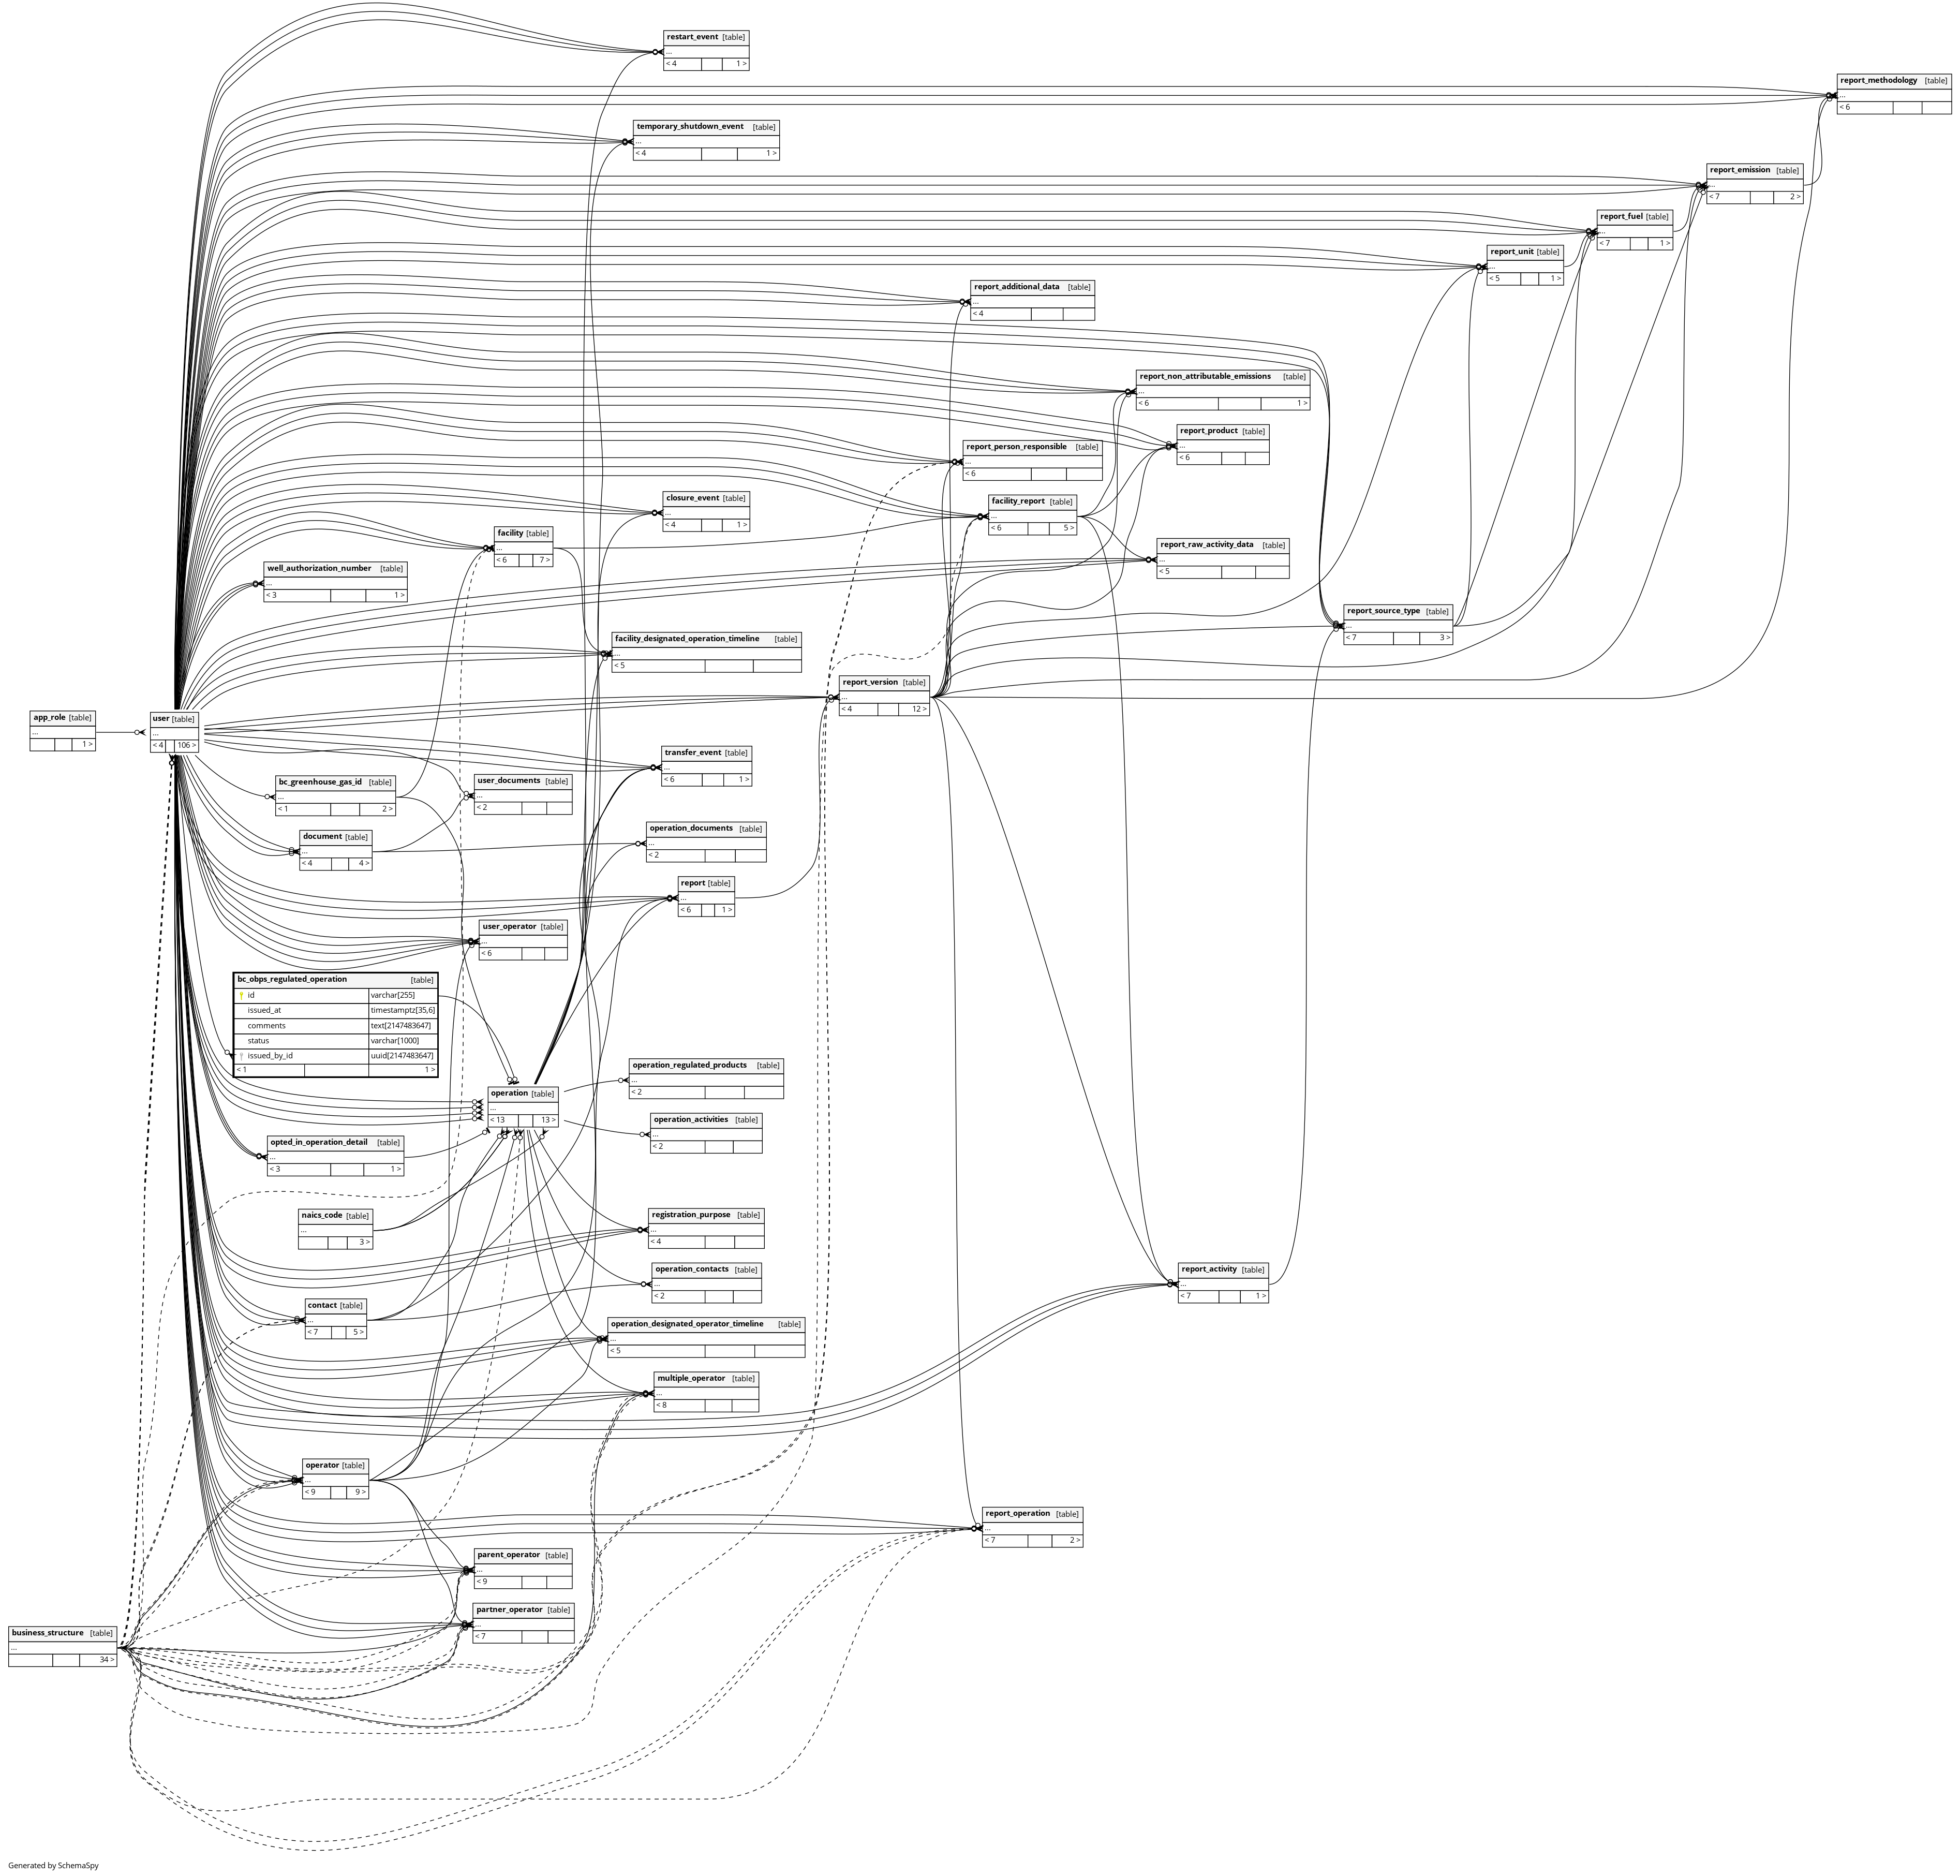 restart_event [table]
...
< 4 1 >
report_methodology [table]
...
< 6
temporary_shutdown_event [table]
...
< 4 1 >
report_emission [table]
...
< 7 2 >
report_fuel [table]
...
< 7 1 >
report_unit [table]
...
< 5 1 >
report_additional_data [table]
...
< 4
report_non_attributable_emissions [table]
...
< 6 1 >
report_product [table]
...
< 6
report_person_responsible [table]
...
< 6
closure_event [table]
...
< 4 1 >
facility_report [table]
...
< 6 5 >
facility [table]
...
< 6 7 >
report_raw_activity_data [table]
...
< 5
well_authorization_number [table]
...
< 3 1 >
report_source_type [table]
...
< 7 3 >
facility_designated_operation_timeline [table]
...
< 5
report_version [table]
...
< 4 12 >
app_role [table]
...
1 >
user [table]
...
< 4 106 >
transfer_event [table]
...
< 6 1 >
bc_greenhouse_gas_id [table]
...
< 1 2 >
user_documents [table]
...
< 2
document [table]
...
< 4 4 >
operation_documents [table]
...
< 2
report [table]
...
< 6 1 >
user_operator [table]
...
< 6
bc_obps_regulated_operation [table]
id varchar[255]
issued_at timestamptz[35,6]
comments text[2147483647]
status varchar[1000]
issued_by_id uuid[2147483647]
< 1 1 >
operation_regulated_products [table]
...
< 2
operation [table]
...
< 13 13 >
operation_activities [table]
...
< 2
opted_in_operation_detail [table]
...
< 3 1 >
naics_code [table]
...
3 >
registration_purpose [table]
...
< 4
operation_contacts [table]
...
< 2
report_activity [table]
...
< 7 1 >
contact [table]
...
< 7 5 >
operation_designated_operator_timeline [table]
...
< 5
multiple_operator [table]
...
< 8
operator [table]
...
< 9 9 >
report_operation [table]
...
< 7 2 >
parent_operator [table]
...
< 9
partner_operator [table]
...
< 7
business_structure [table]
...
34 >
Generated by SchemaSpy